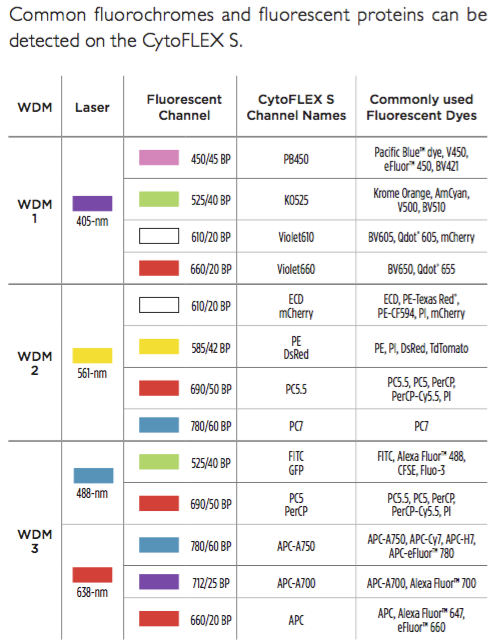 Common fluorochromes and fluorescent proteins can be
detected on the CytoFLEX S.
WDM
Laser
Fluorescent
Channel
CytoFLEX S
Channel Names
Commonly used
Fluorescent Dyes
WDM
1
405-nm
450/45 BP
PB450
Pacific Blue™ dye, V450,
eFluor™ 450, BV421
525/40 BP
KO525
Krome Orange, AmCyan,
V500, BV510
610/20 BP
Violet610
BV605, Qdot® 605, mCherry
660/20 BP
Violet660
BV650, Qdot® 655
WDM
2
561-nm
610/20 BP
ECD
mCherry
ECD, PE-Texas Red®,
PE-CF594, PI, mCherry
585/42 BP
PE
DsRed
PE, PI, DsRed, TdTomato
690/50 BP
PC5.5
PC5.5, PC5, PerCP,
PerCP-Cy5.5, PI
780/60 BP
PC7
PC7
WDM
3
488-nm
525/40 BP
FITC
GFP
FITC, Alexa Fluor™ 488,
CFSE, Fluo-3
690/50 BP
PC5
PerCP
PC5.5, PC5, PerCP,
PerCP-Cy5.5, PI
638-nm
780/60 BP
APC-A750
APC-A750, APC-Cy7, APC-H7,
APC-eFluor™ 780
712/25 BP
APC-A700
APC-A700, Alexa Fluor™ 700
660/20 BP
APC
APC, Alexa Fluor™ 647,
eFluor™ 660